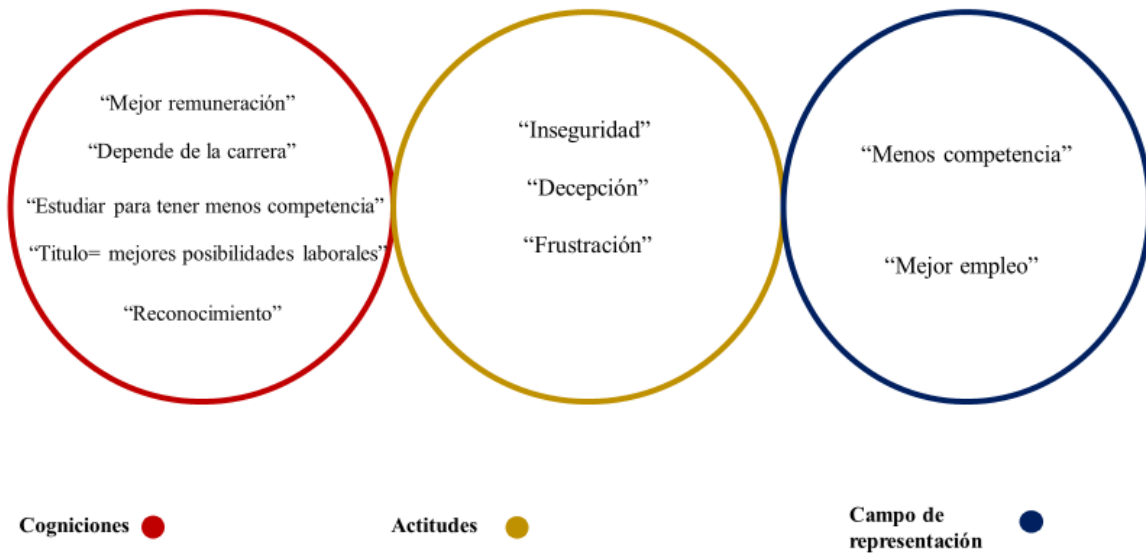 “Mejor remuneración”
“Depende de la carrera”
“Estudiar para tener menos competencia”
“Titulo= mejores posibilidades laborales”
“Reconocimiento”
“Inseguridad”
“Decepción”
“Frustración”
“Menos competencia”
“Mejor empleo”
Cogniciones
Actitudes
Campo de
representación